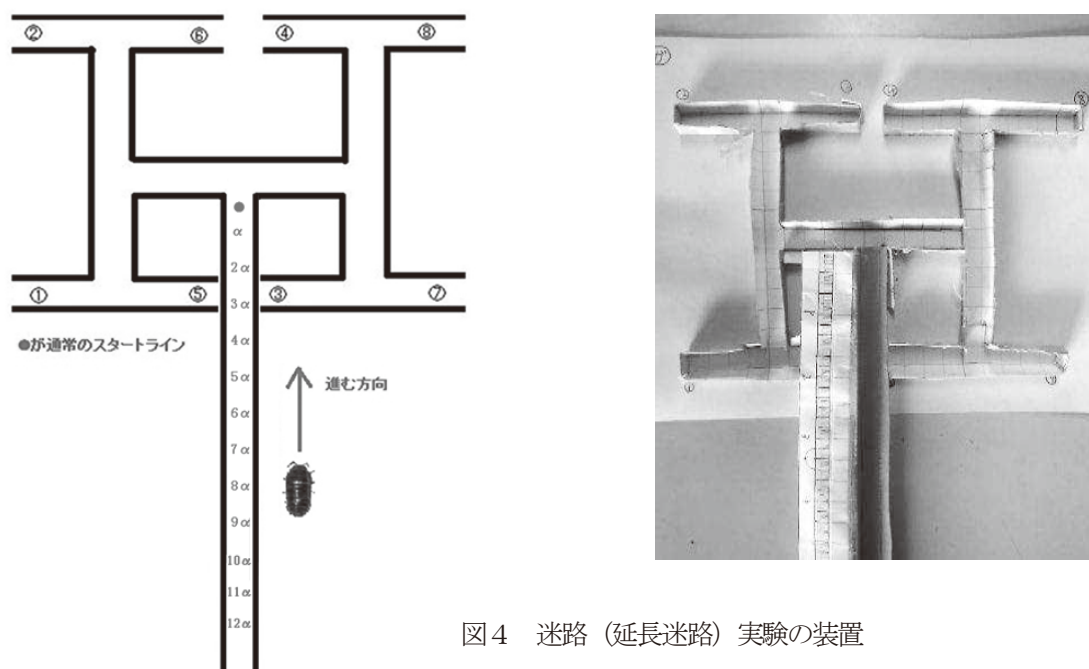 ② ⑥ ④ ⑧
α
2α
① ⑤ 3α ③ ⑦
●が通常のスタートライン
4α
5α
進む方向
6α
7α
8α
9α
10α
11α
12α
図4 迷路（延長迷路）実験の装置